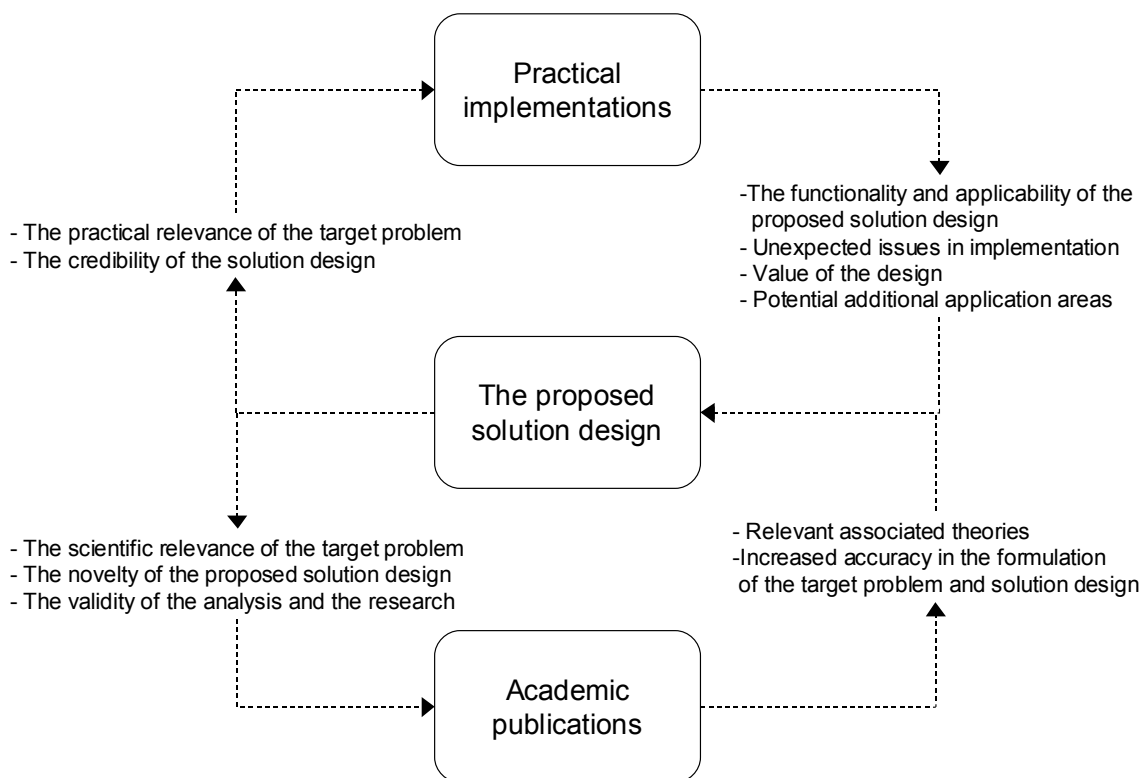 Practical
implementations
- The practical relevance of the target problem
- The credibility of the solution design
-The functionality and applicability of the
proposed solution design
- Unexpected issues in implementation
- Value of the design
- Potential additional application areas
The proposed
solution design
- The scientific relevance of the target problem
- The novelty of the proposed solution design
- The validity of the analysis and the research
- Relevant associated theories
-Increased accuracy in the formulation
of the target problem and solution design
Academic
publications